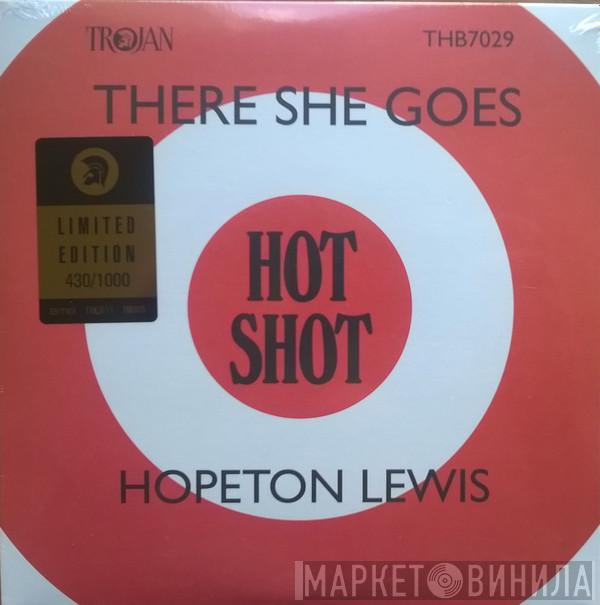 TROJAN
THB7029
THERE SHE GOES
LIMITED
EDITION
430/1000
HOT
SHOT
HOPETON LEWIS
МАРКЕТ ВИНИЛА